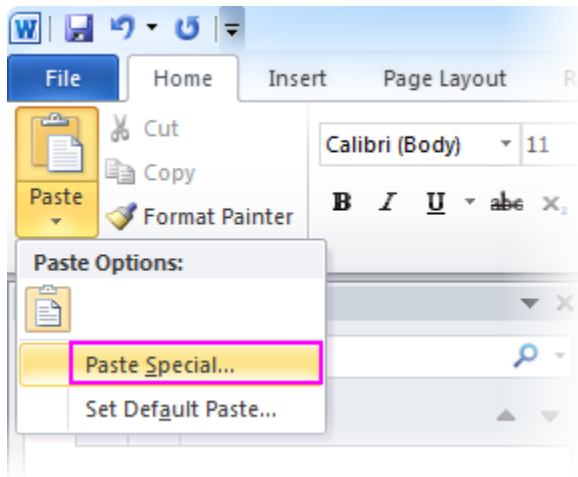 W
File Home Insert Page Layout R
Cut
Calibri (Body) 11
Copy
Paste
Format Painter
B I U abc X₂
Paste Options:
Paste Special...
Set Default Paste...